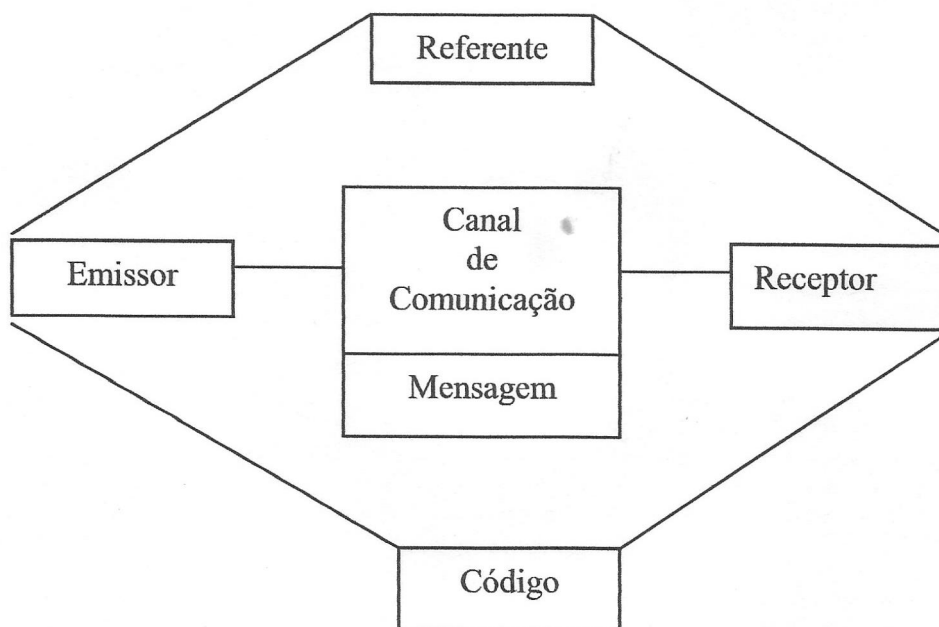 Referente
Canal
de
Comunicação
Emissor
Receptor
Mensagem
Código